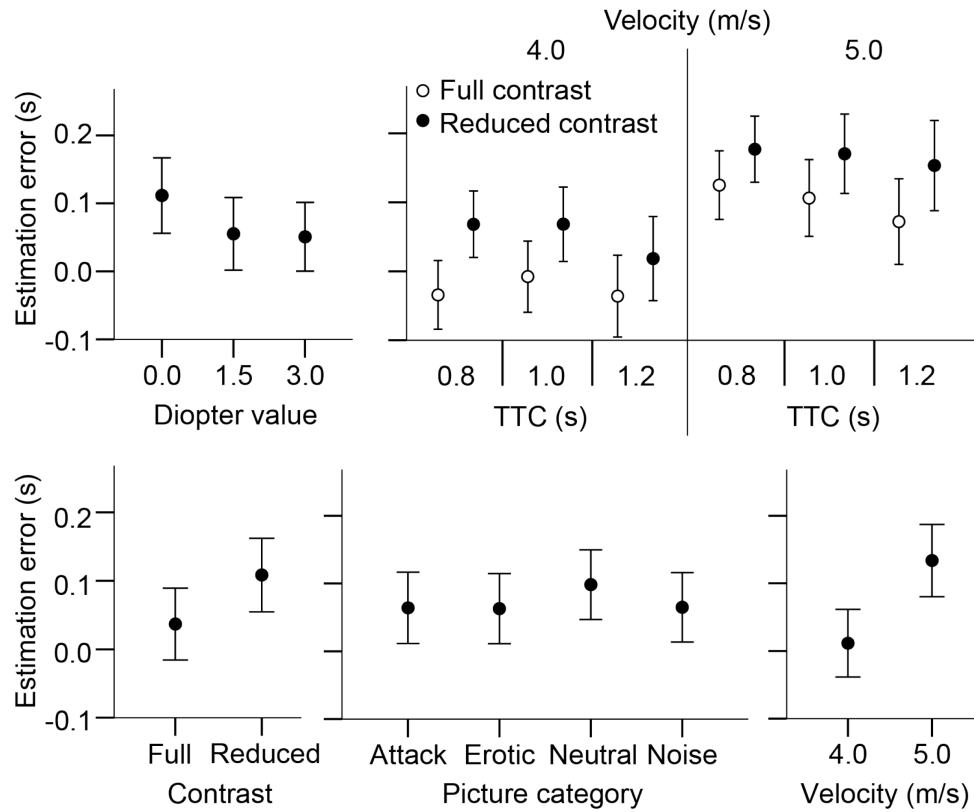 Velocity (m/s)
4.0 5.0
Full contrast
Reduced contrast
Estimation error (s)
0.2
0.1
0.0
-0.1
0.0 1.5 3.0
Diopter value
0.8 1.0 1.2
TTC (s)
0.8 1.0 1.2
TTC (s)
Estimation error (s)
0.2
0.1
0.0
-0.1
Full Reduced
Contrast
Attack Erotic Neutral Noise
Picture category
4.0 5.0
Velocity (m/s)